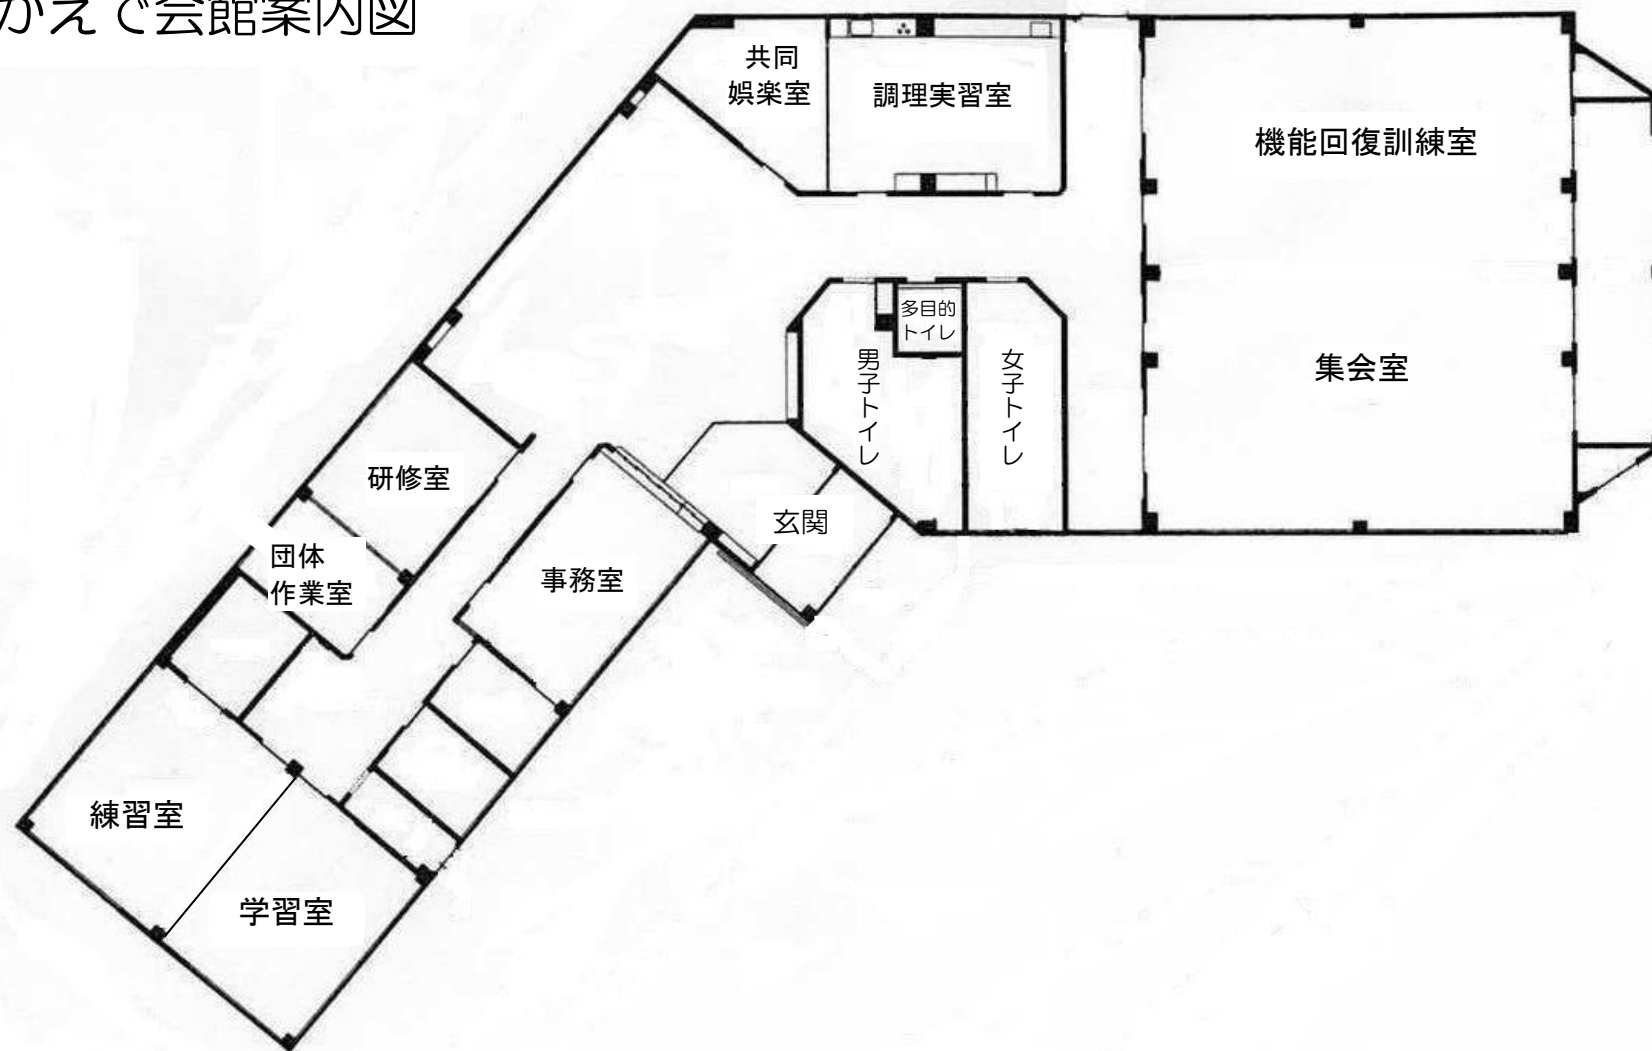 かえで会館案内図
共同
娯楽室
調理実習室
機能回復訓練室
多目的
トイレ
男子トイレ
女子トイレ
集会室
研修室
玄関
団体
作業室
事務室
練習室
学習室